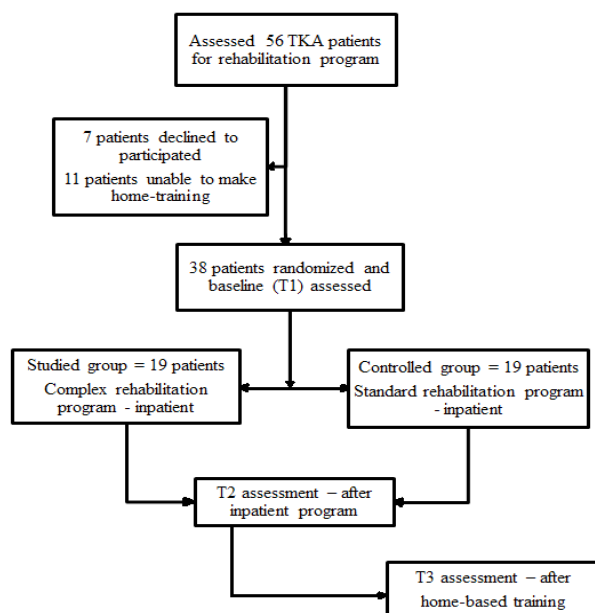 Assessed 56 TKA patients
for rehabilitation program
7 patients declined to
participated
11 patients unable to make
home-training
38 patients randomized and
baseline (T1) assessed
Studied group = 19 patients
Complex rehabilitation
program - inpatient
Controlled group = 19 patients
Standard rehabilitation program
- inpatient
T2 assessment – after
inpatient program
T3 assessment – after
home-based training